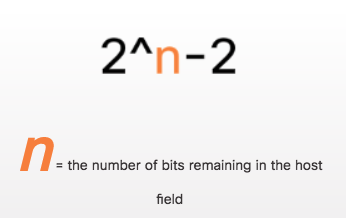 2^n-2
n= the number of bits remaining in the host
field